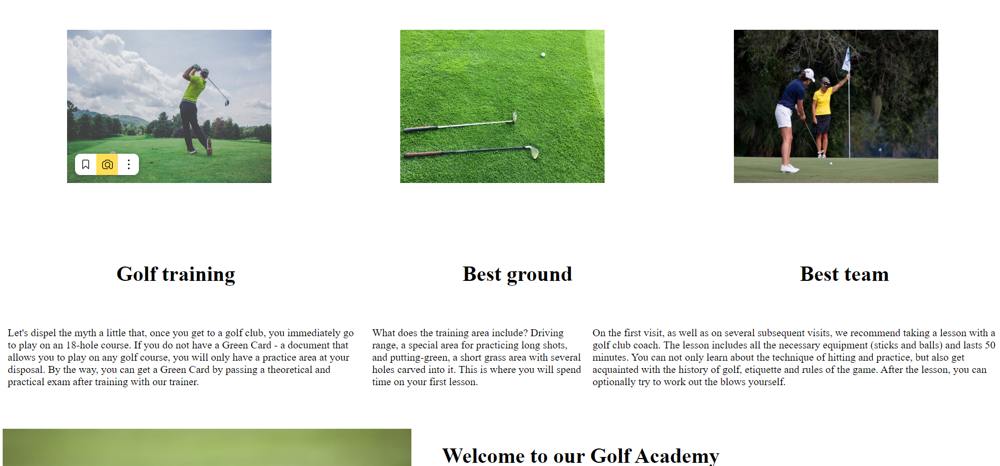 Golf training
Best ground
Best team
Let's dispel the myth a little that, once you get to a golf club, you immediately go
to play on an 18-hole course. If you do not have a Green Card - a document that
allows you to play on any golf course, you will only have a practice area at your
disposal. By the way, you can get a Green Card by passing a theoretical and
practical exam after training with our trainer.
What does the training area include? Driving
range, a special area for practicing long shots,
and putting-green, a short grass area with several
holes carved into it. This is where you will spend
time on your first lesson.
On the first visit, as well as on several subsequent visits, we recommend taking a lesson with a
golf club coach. The lesson includes all the necessary equipment (sticks and balls) and lasts 50
minutes. You can not only learn about the technique of hitting and practice, but also get
acquainted with the history of golf, etiquette and rules of the game. After the lesson, you can
optionally try to work out the blows yourself.
Welcome to our Golf Academy